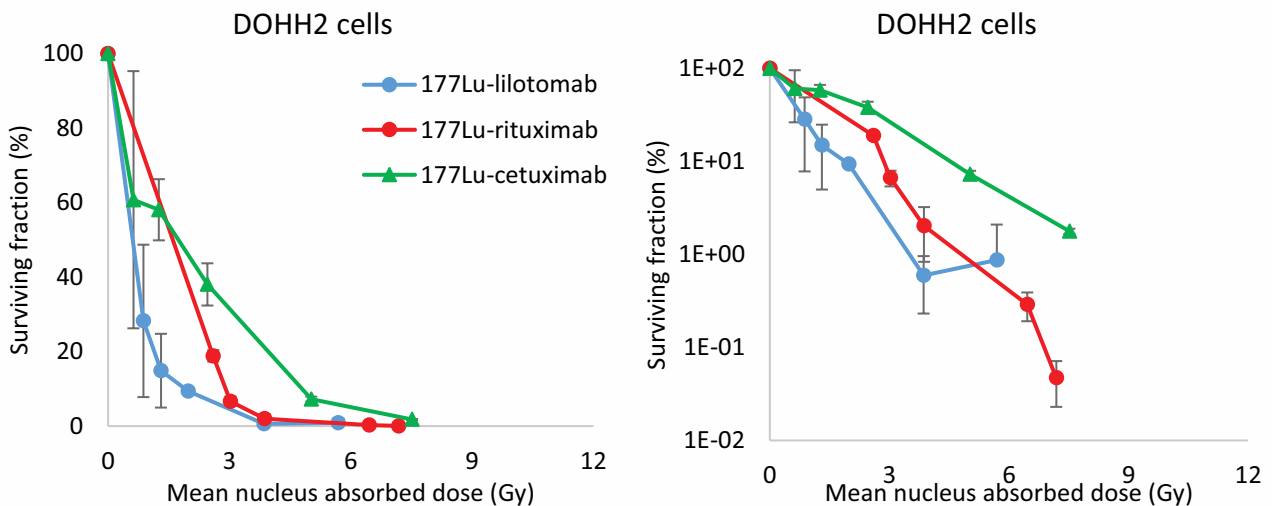 DOHH2 cells
100
80
60
40
20
0
Surviving fraction (%)
177Lu-lilotomab
177Lu-rituximab
177Lu-cetuximab
0 3 6 9 12
Mean nucleus absorbed dose (Gy)
DOHH2 cells
1E+02
1E+01
1E+00
1E-01
1E-02
Surviving fraction (%)
0 3 6 9 12
Mean nucleus absorbed dose (Gy)